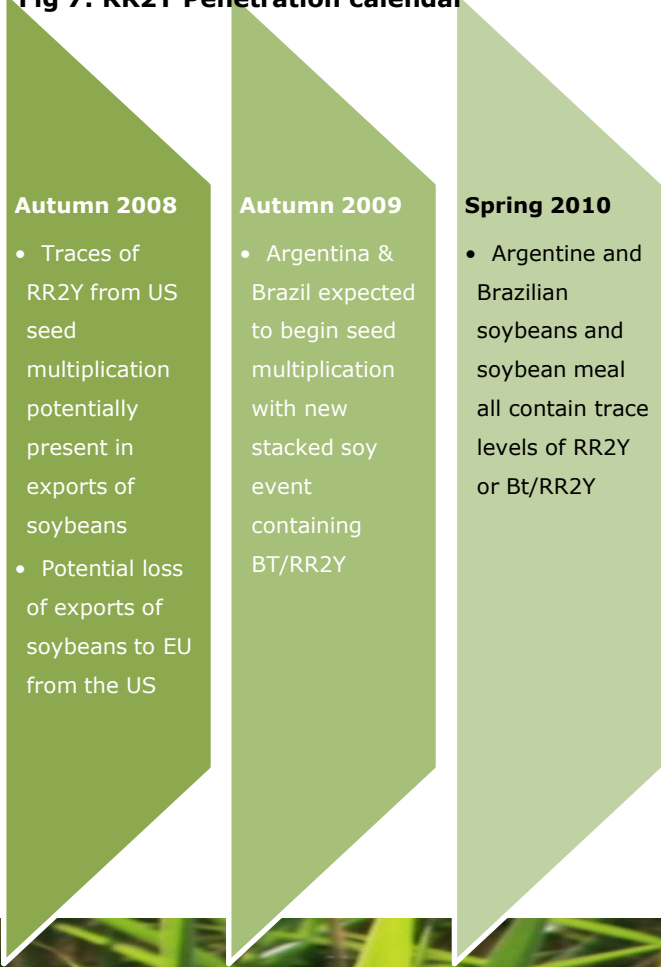 Fig 7. RR2Y Penetration calendar
Autumn 2008
• Traces of
RR2Y from US
seed
multiplication
potentially
present in
exports of
soybeans
• Potential loss
of exports of
soybeans to EU
from the US
Autumn 2009
• Argentina &
Brazil expected
to begin seed
multiplication
with new
stacked soy
event
containing
BT/RR2Y
Spring 2010
• Argentine and
Brazilian
soybeans and
soybean meal
all contain trace
levels of RR2Y
or Bt/RR2Y